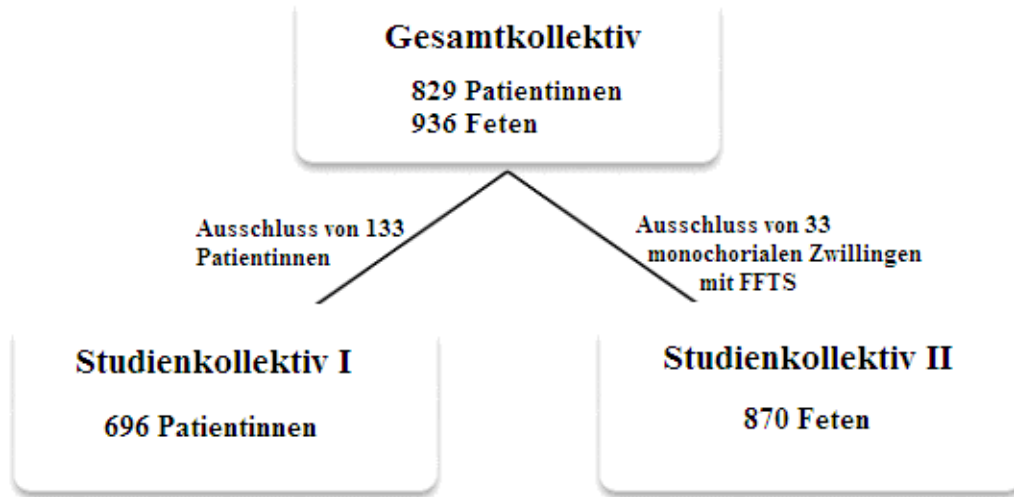 Gesamtkollektiv
829 Patientinnen
936 Feten
Ausschluss von 133
Patientinnen
Ausschluss von 33
monochorialen Zwillingen
mit FFTS
Studienkollektiv I
696 Patientinnen
Studienkollektiv II
870 Feten